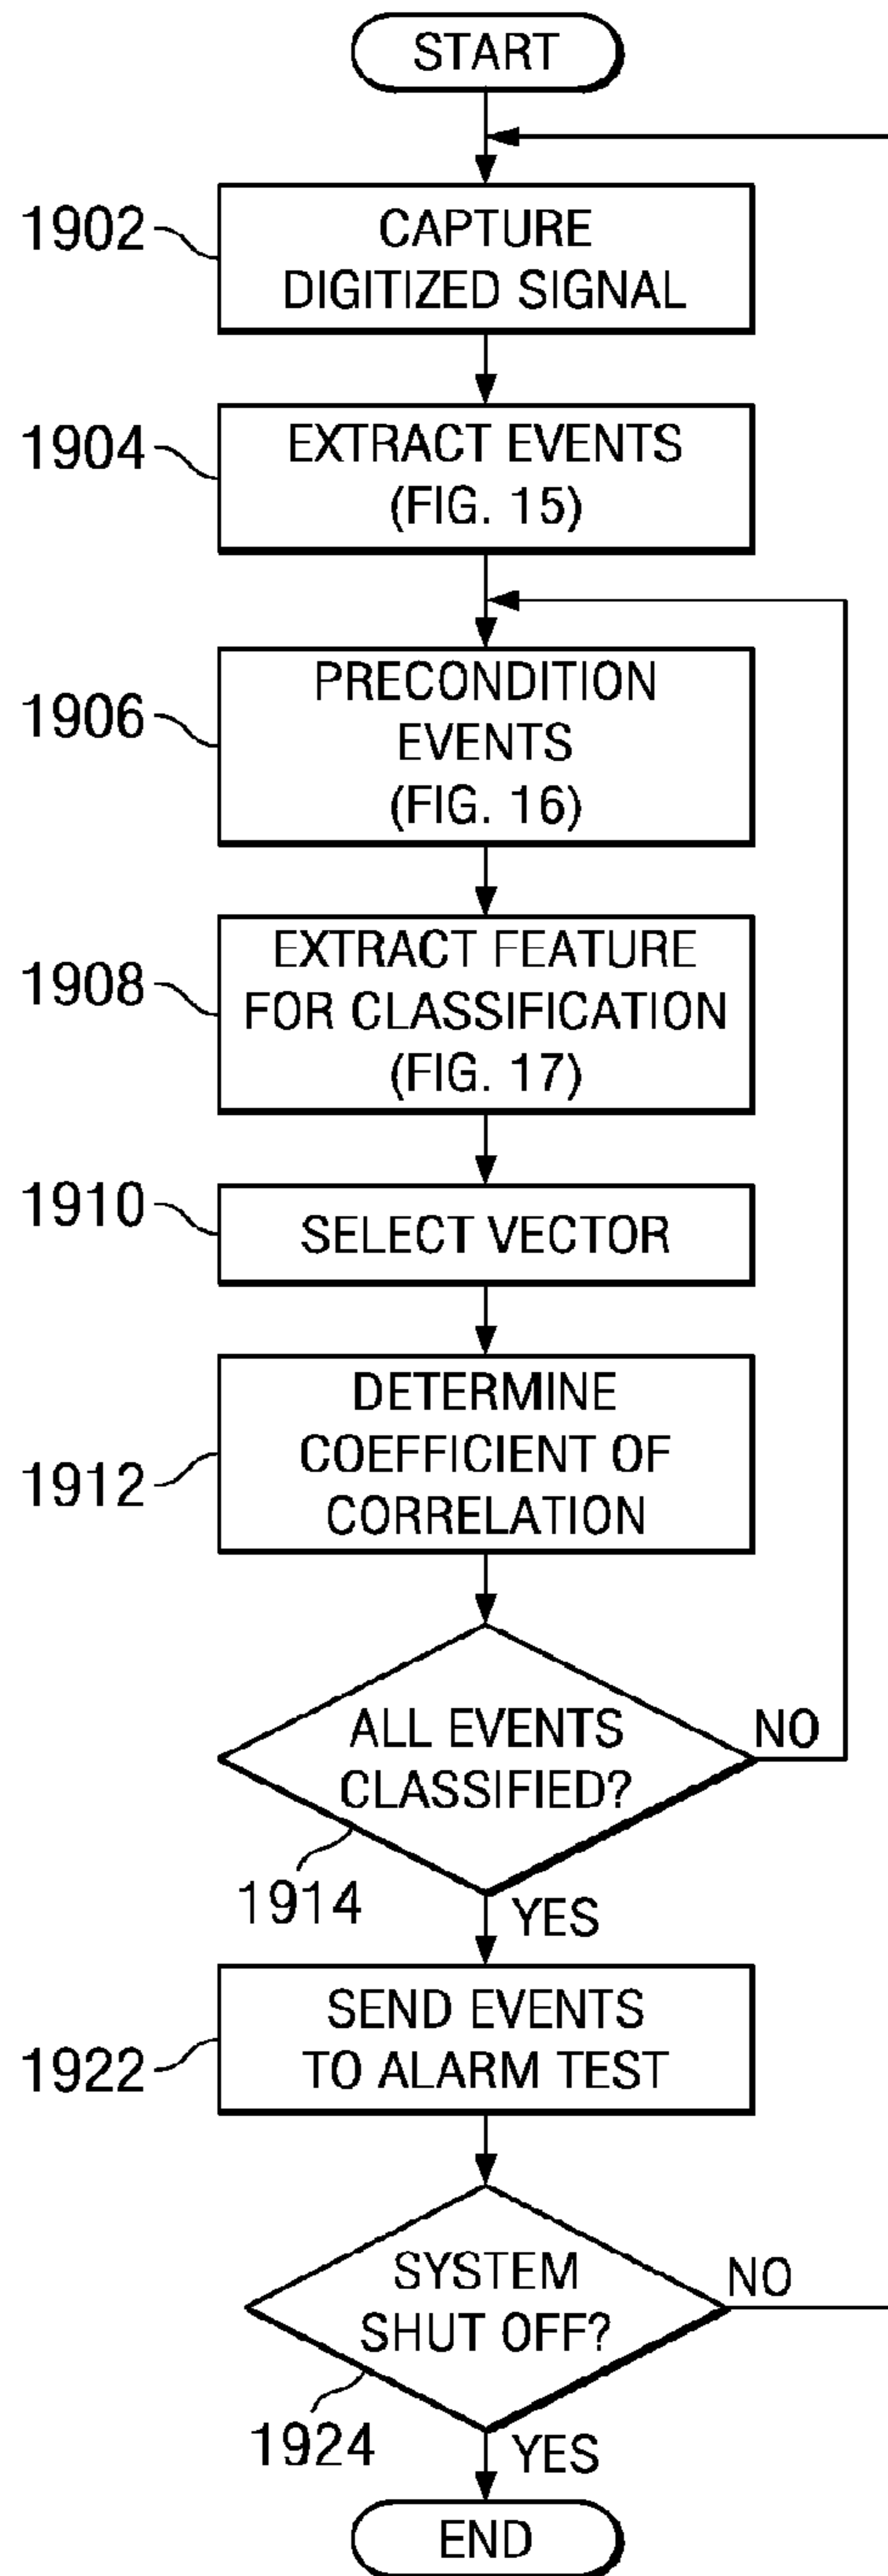 START
1902
CAPTURE
DIGITIZED SIGNAL
1904
EXTRACT EVENTS
(FIG. 15)
1906
PRECONDITION
EVENTS
(FIG. 16)
1908
EXTRACT FEATURE
FOR CLASSIFICATION
(FIG. 17)
1910
SELECT VECTOR
1912
DETERMINE
COEFFICIENT OF
CORRELATION
ALL EVENTS
CLASSIFIED?
NO
1914
YES
1922
SEND EVENTS
TO ALARM TEST
SYSTEM
SHUT OFF?
NO
1924
YES
END